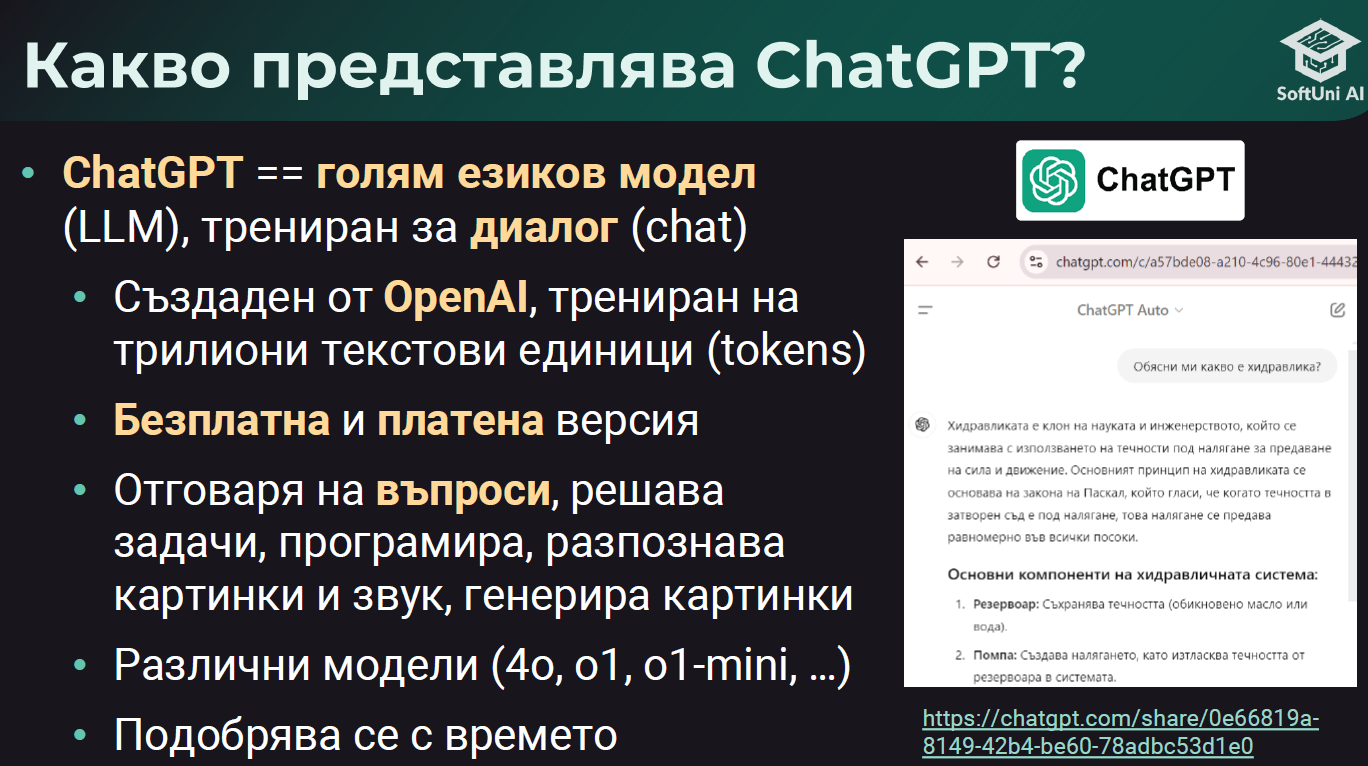 Какво представлява ChatGPT?
SoftUni AI
• ChatGPT == голям езиков модел
(LLM), трениран за диалог (chat)
• Създаден от OpenAI, трениран на
трилиони текстови единици (tokens)
• Безплатна и платена версия
• Отговаря на въпроси, решава
задачи, програмира, разпознава
картинки и звук, генерира картинки
• Различни модели (4o, o1, o1-mini, …)
• Подобрява се с времето
ChatGPT
chatgpt.com/c/a57bde08-a210-4c96-80e1-44432
ChatGPT Auto
Обясни ми какво е хидравлика?
Хидравликата е клон на науката и инженерството, който се
занимава с използването на течности под налягане за предаване
на сила и движение. Основният принцип на хидравликата се
основава на закона на Паскал, който гласи, че когато течността в
затворен съд е под налягане, това налягане се предава
равномерно във всички посоки.
Основни компоненти на хидравличната система:
1. Резервоар: Съхранява течността (обикновено масло или
вода).
2. Помпа: Създава налягането, като изтласква течността от
резервоара в системата.
https://chatgpt.com/share/0e66819a-
8149-42b4-be60-78adbc53d1e0